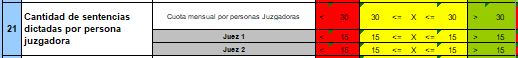 21
Cantidad de sentencias
dictadas por persona
juzgadora
Cuota mensual por personas Juzgadoras < 30 30 <= X <= 30 > 30
Juez 1 < 15 15 <= X <= 15 > 15
Juez 2 < 15 15 <= X <= 15 > 15